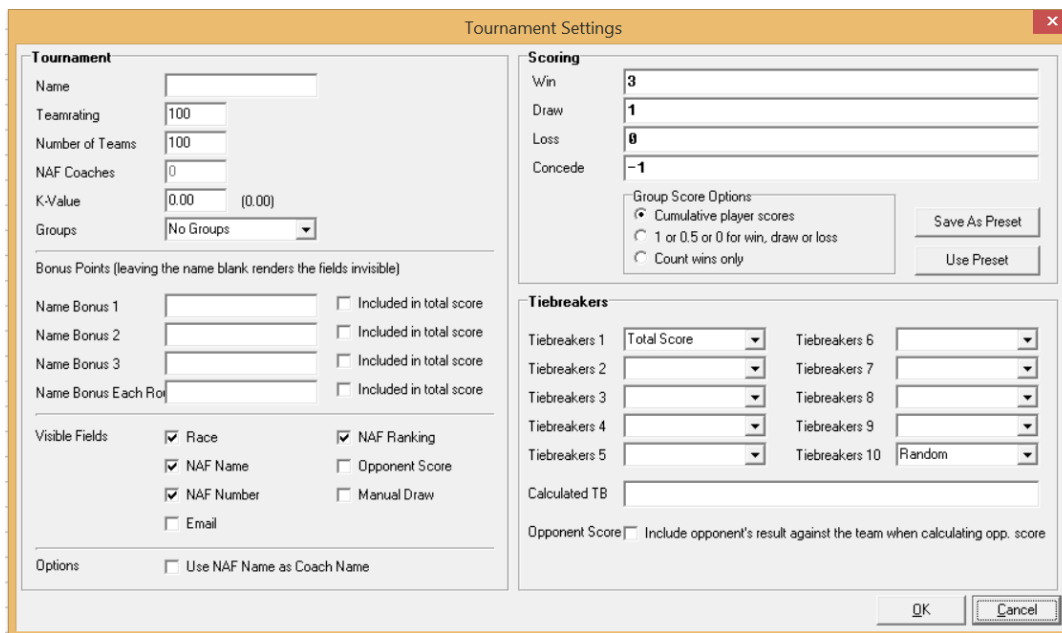 Tournament Settings
Tournament
Name
Teamrating 100
Number of Teams 100
NAF Coaches 0
K-Value 0.00 (0.00)
Groups No Groups
Bonus Points (leaving the name blank renders the fields invisible)
Name Bonus 1 Included in total score
Name Bonus 2 Included in total score
Name Bonus 3 Included in total score
Name Bonus Each Rou Included in total score
Visible Fields Race NAF Ranking
NAF Name Opponent Score
NAF Number Manual Draw
Email
Options Use NAF Name as Coach Name
Scoring
Win 3
Draw 1
Loss 0
Concede -1
Group Score Options
Cumulative player scores
1 or 0.5 or 0 for win, draw or loss
Count wins only
Save As Preset
Use Preset
Tiebreakers
Tiebreakers 1 Total Score Tiebreakers 6
Tiebreakers 2 Tiebreakers 7
Tiebreakers 3 Tiebreakers 8
Tiebreakers 4 Tiebreakers 9
Tiebreakers 5 Tiebreakers 10 Random
Calculated TB
Opponent Score Include opponent's result against the team when calculating opp. score
OK Cancel